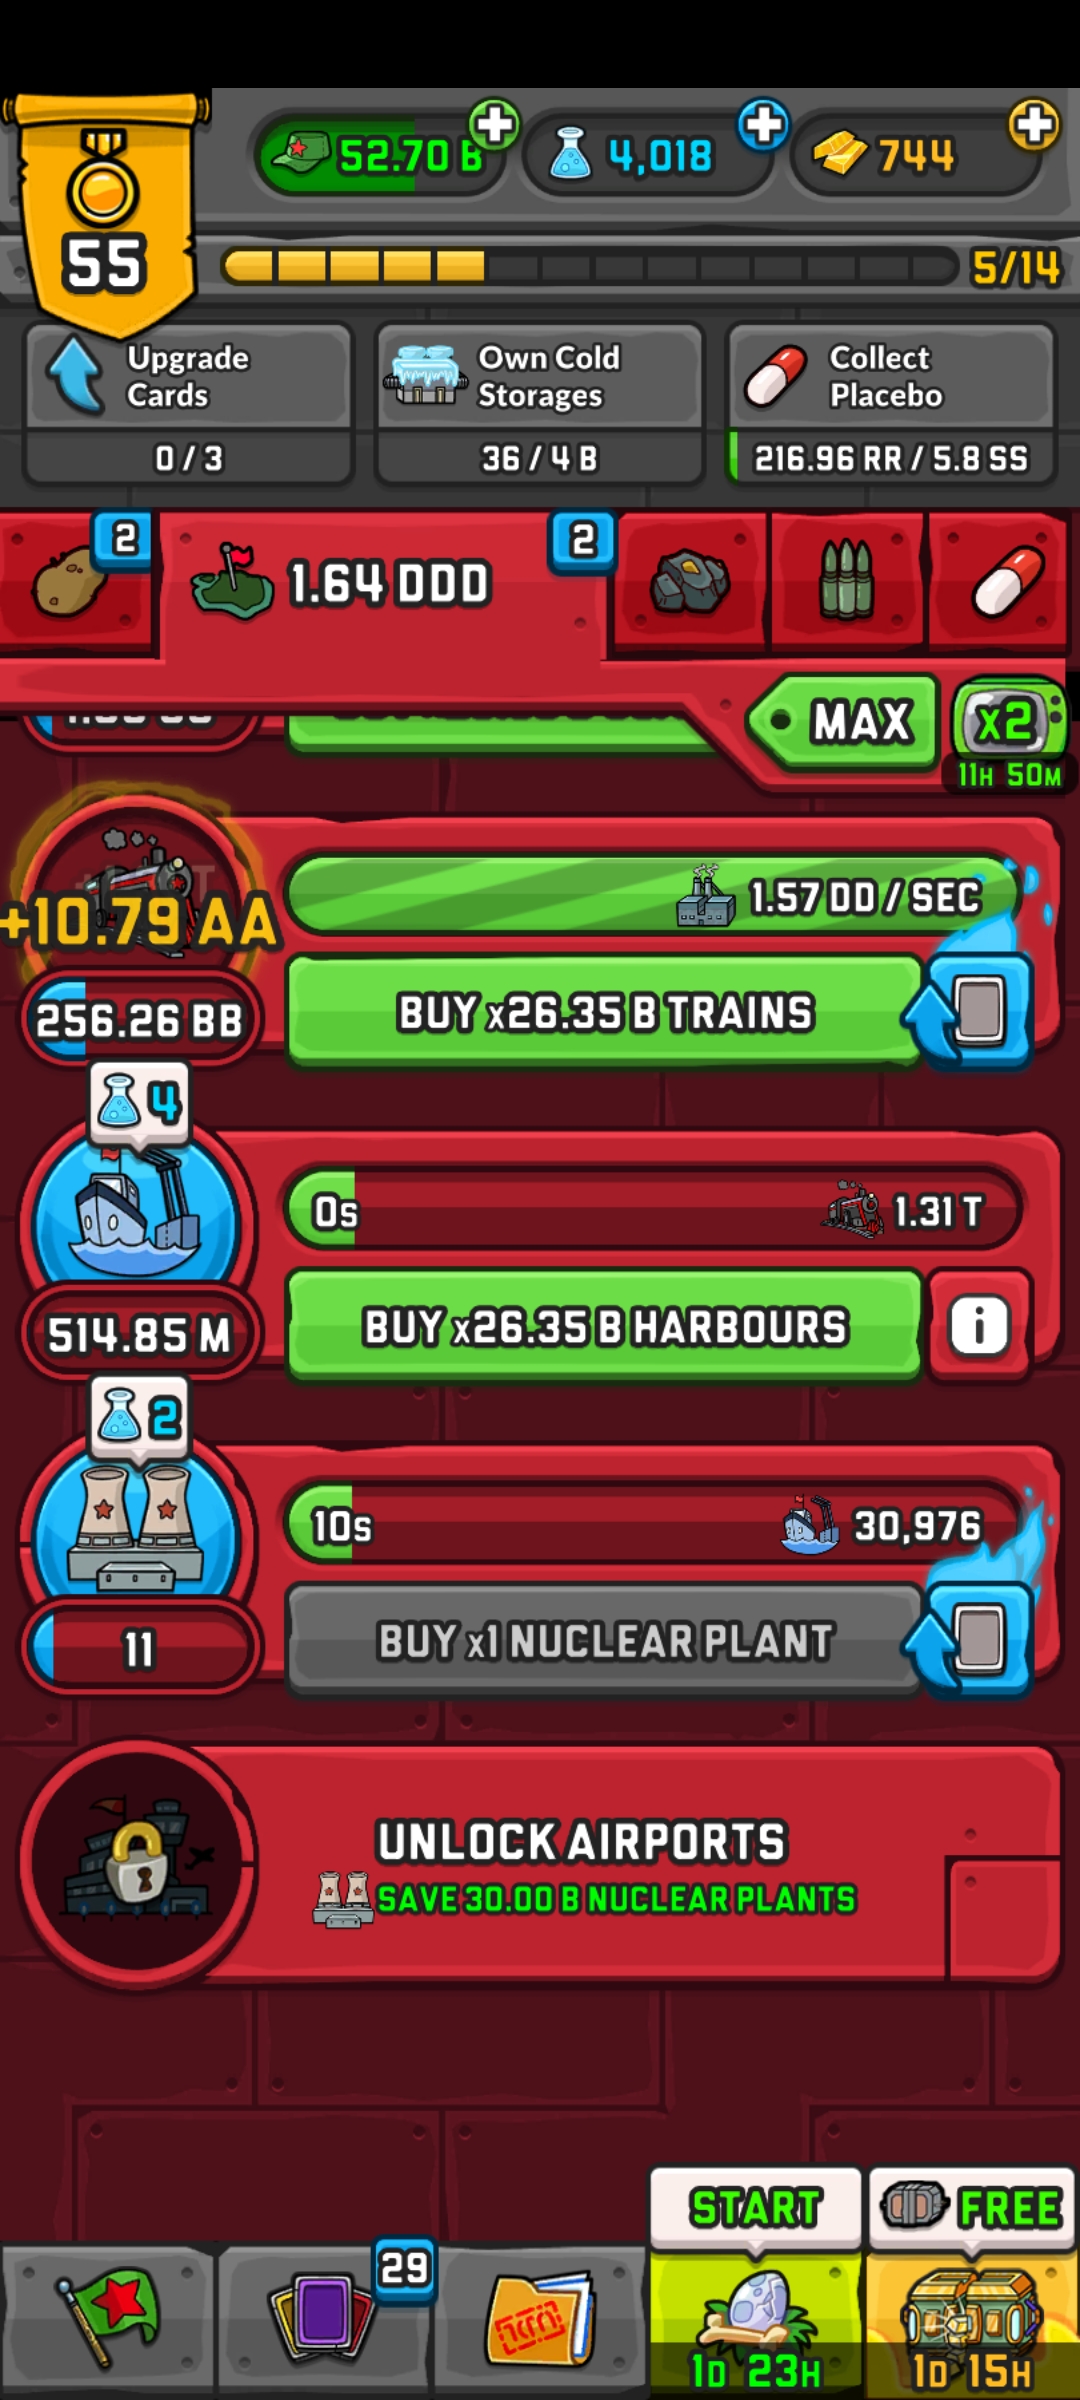 55
52.70 B
4,018
744
5/14
Upgrade
Cards
0 / 3
Own Cold
Storages
36 / 4 B
Collect
Placebo
216.96 RR / 5.8 SS
2
1.64 DDD
2
MAX
x2
11H 50M
+10.79 AA
1.57 DD / SEC
256.26 BB
BUY x26.35 B TRAINS
4
0s
1.31 T
514.85 M
BUY x26.35 B HARBOURS
i
2
10s
30,976
11
BUY x1 NUCLEAR PLANT
UNLOCK AIRPORTS
SAVE 30.00 B NUCLEAR PLANTS
START
FREE
29
1D 23H
1D 15H